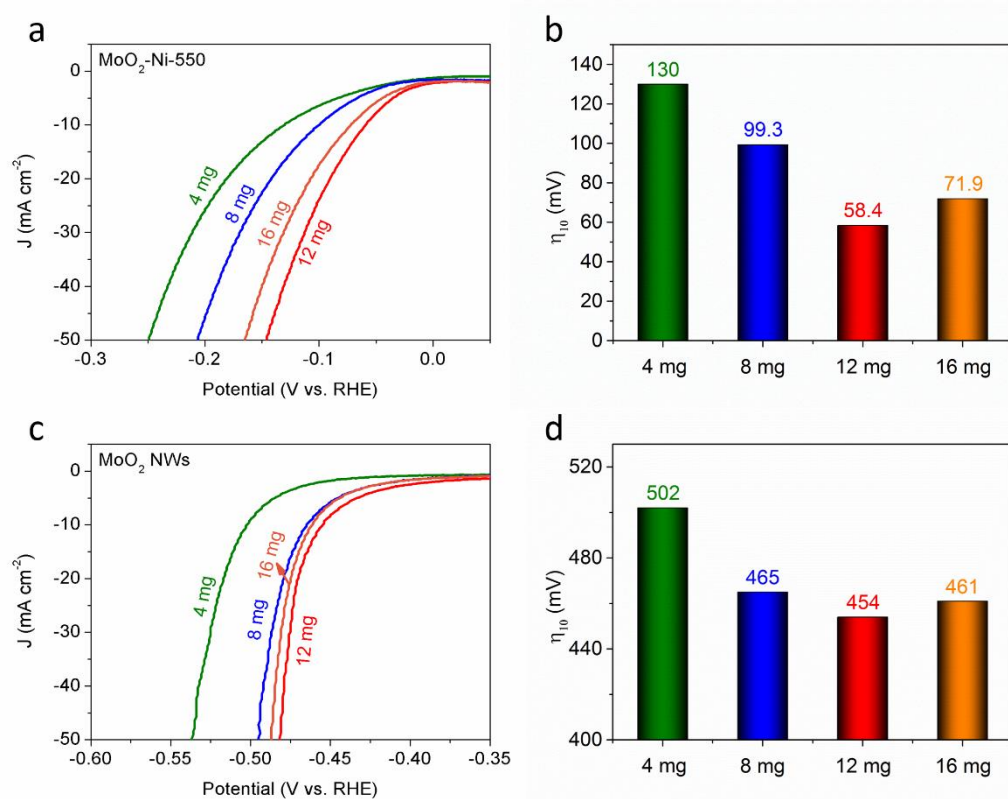 a
MoO₂-Ni-550
0
-10
-20
-30
-40
-50
J (mA cm⁻²)
4 mg
8 mg
16 mg
12 mg
-0.3
-0.2
-0.1
0.0
Potential (V vs. RHE)
b
140
120
100
80
60
40
20
0
η₁₀ (mV)
130
99.3
58.4
71.9
4 mg
8 mg
12 mg
16 mg
c
MoO₂ NWs
0
-10
-20
-30
-40
-50
J (mA cm⁻²)
4 mg
8 mg
16 mg
12 mg
-0.60
-0.55
-0.50
-0.45
-0.40
-0.35
Potential (V vs. RHE)
d
520
480
440
400
η₁₀ (mV)
502
465
454
461
4 mg
8 mg
12 mg
16 mg